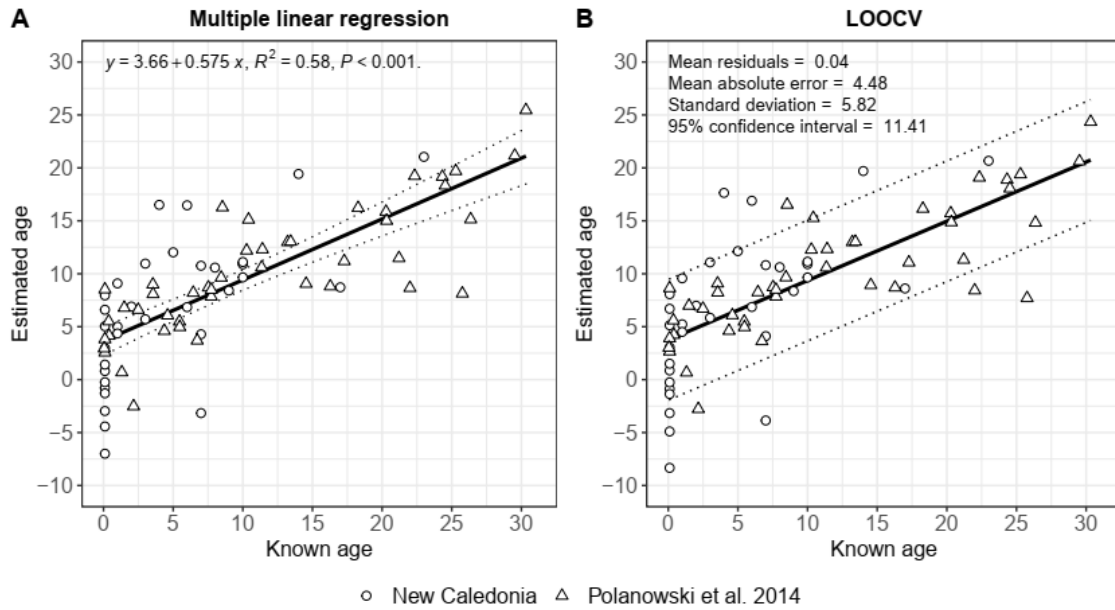 A Multiple linear regression
y = 3.66 + 0.575 x, R² = 0.58, P < 0.001.
30
25
20
15
10
5
0
−5
−10
Estimated age
0 5 10 15 20 25 30
Known age
B LOOCV
Mean residuals = 0.04
Mean absolute error = 4.48
Standard deviation = 5.82
95% confidence interval = 11.41
30
25
20
15
10
5
0
−5
−10
Estimated age
0 5 10 15 20 25 30
Known age
New Caledonia Polanowski et al. 2014